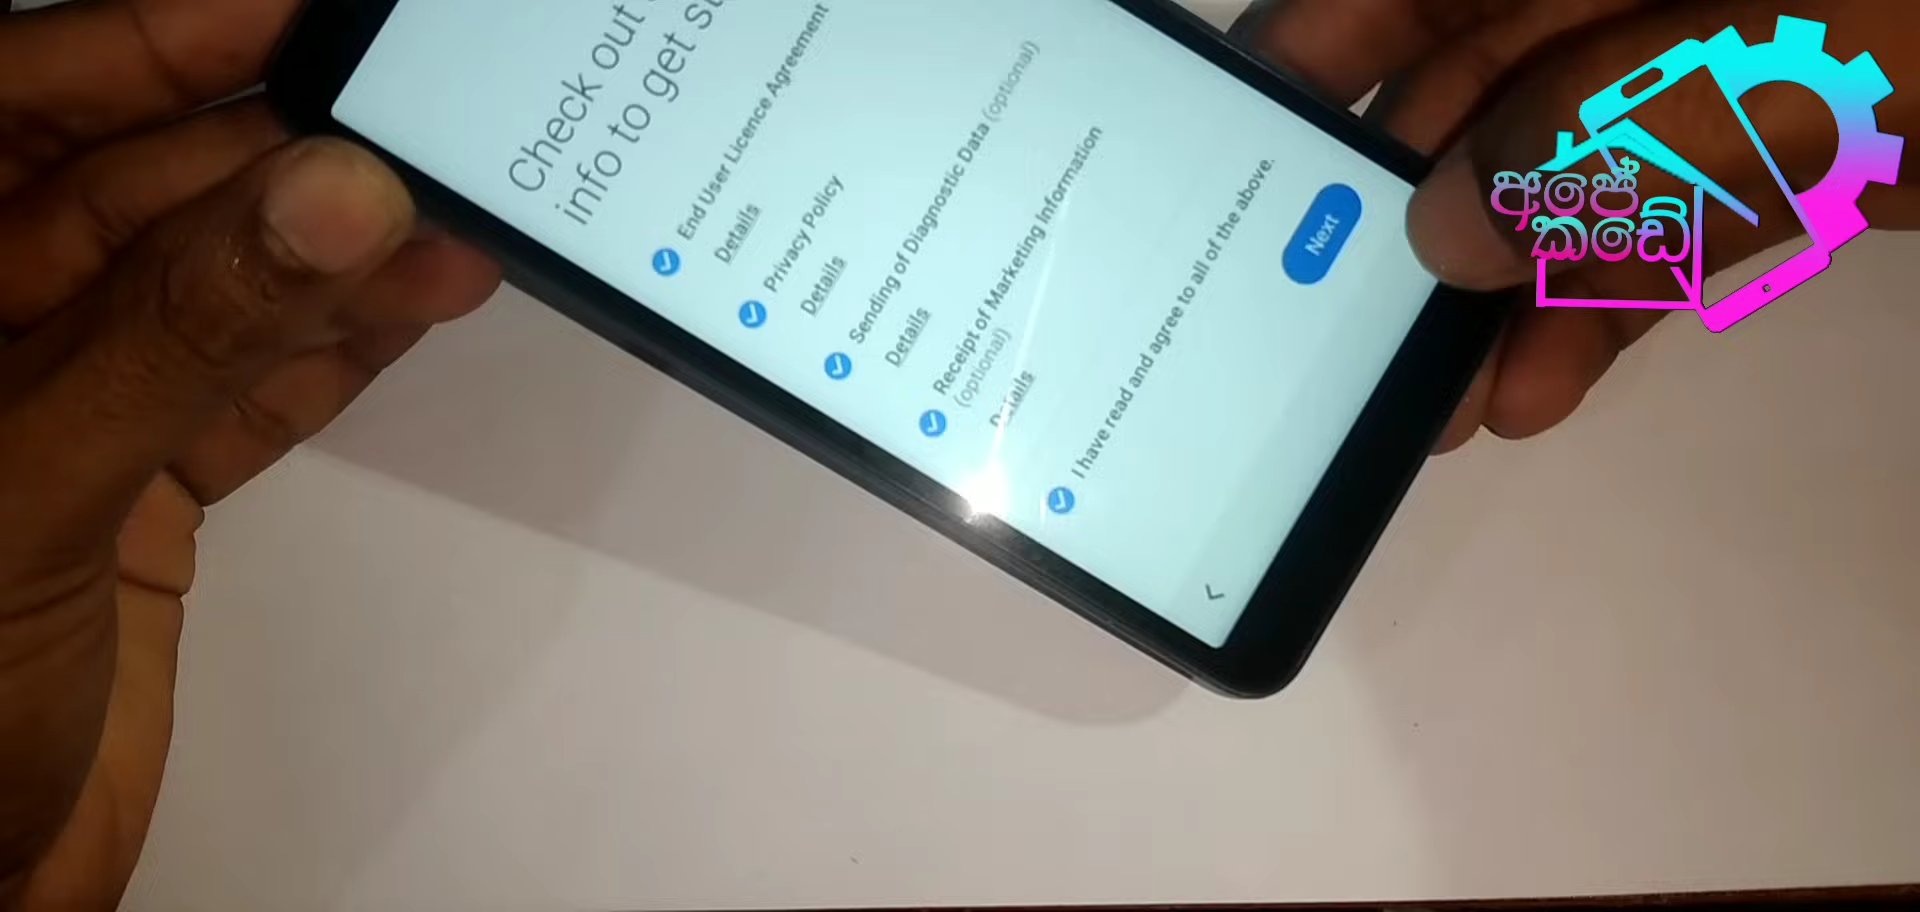 Check out
info to get
End User Licence Agreement
Details
Privacy Policy
Details
Sending of Diagnostic Data (optional)
Details
Receipt of Marketing Information
(optional)
Details
I have read and agree to all of the above.
Next
අපේ
කඩේ